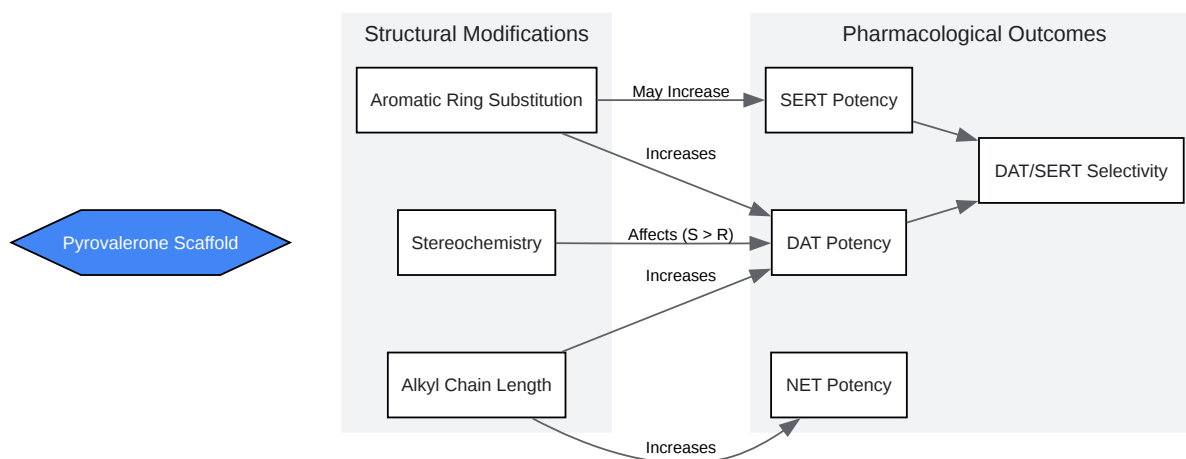 Structural Modifications
Pharmacological Outcomes
Aromatic Ring Substitution
May Increase
SERT Potency
Increases
DAT/SERT Selectivity
Pyrovalerone Scaffold
Stereochemistry
Affects (S > R)
DAT Potency
Increases
Alkyl Chain Length
NET Potency
Increases